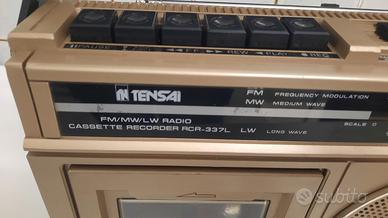 PAUSE ◄◄ REW ◄ PLAY REC
TENSAI
FM FREQUENCY MODULATION
MW MEDIUM WAVE
FM/MW/LW RADIO
CASSETTE RECORDER RCR-337L LW LONG WAVE
SCALE 0
subito